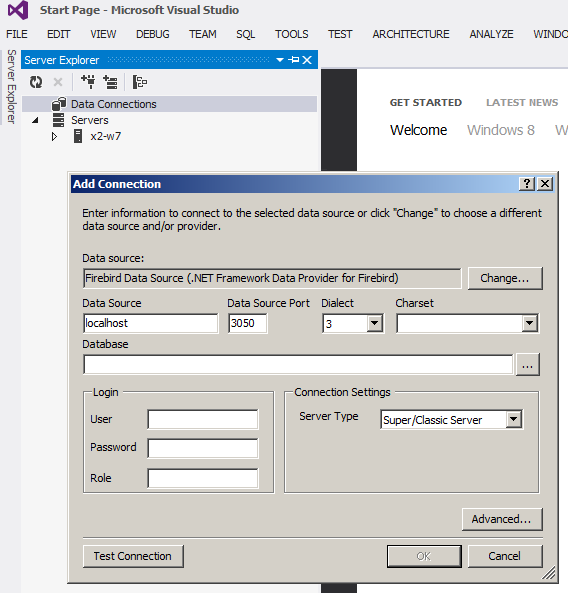 Start Page - Microsoft Visual Studio
FILE EDIT VIEW DEBUG TEAM SQL TOOLS TEST ARCHITECTURE ANALYZE WINDO
Server Explorer
Server Explorer
Data Connections
Servers
x2-w7
GET STARTED LATEST NEWS
Welcome Windows 8 W
Add Connection
Enter information to connect to the selected data source or click "Change" to choose a different
data source and/or provider.
Data source:
Firebird Data Source (.NET Framework Data Provider for Firebird)
Change...
Data Source Data Source Port Dialect Charset
localhost 3050 3
Database
...
Login Connection Settings
User Server Type Super/Classic Server
Password
Role
Advanced...
Test Connection OK Cancel